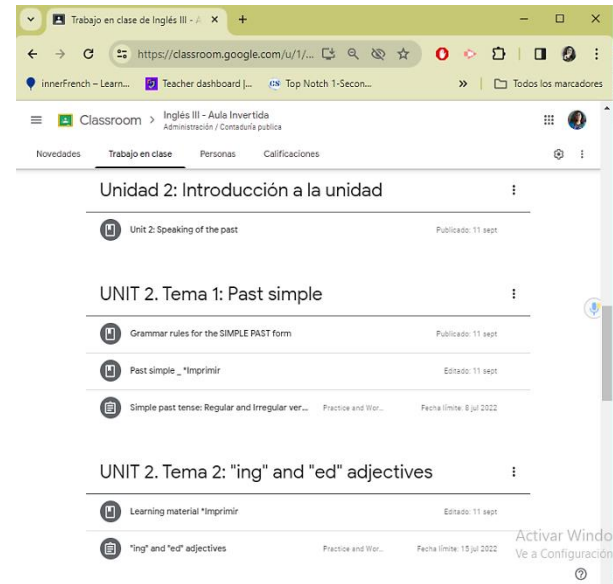 Trabajo en clase de Inglés III - A
https://classroom.google.com/u/1/...
innerFrench – Learn... Teacher dashboard |... CS Top Notch 1-Secon... » Todos los marcadores
Classroom > Inglés III - Aula Invertida
Administración / Contaduría publica
Novedades Trabajo en clase Personas Calificaciones
Unidad 2: Introducción a la unidad
Unit 2: Speaking of the past Publicado: 11 sept
UNIT 2. Tema 1: Past simple
Grammar rules for the SIMPLE PAST form Publicado: 11 sept
Past simple _ *Imprimir Editado: 11 sept
Simple past tense: Regular and Irregular ver... Practice and Wor... Fecha límite: 8 jul 2022
UNIT 2. Tema 2: "ing" and "ed" adjectives
Learning material *Imprimir Editado: 11 sept
"ing" and "ed" adjectives Practice and Wor... Fecha límite: 15 jul 2022
Activar Windo
Ve a Configuración